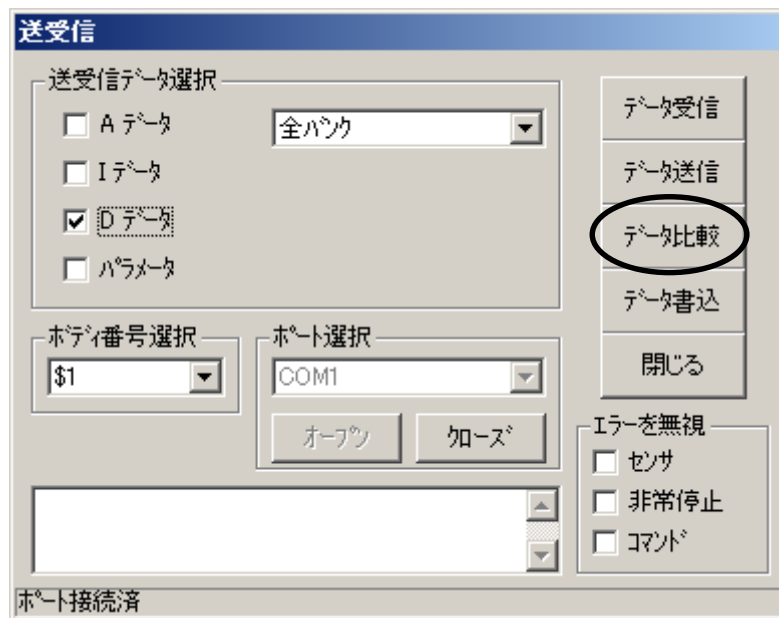 送受信
送受信ﾃﾞｰﾀ選択
A ﾃﾞｰﾀ
全ﾊﾞﾝｸ
I ﾃﾞｰﾀ
D ﾃﾞｰﾀ
ﾊﾟﾗﾒｰﾀ
ﾃﾞｰﾀ受信
ﾃﾞｰﾀ送信
ﾃﾞｰﾀ比較
ﾃﾞｰﾀ書込
閉じる
ﾎﾞﾃﾞｨ番号選択
$1
ﾎﾟｰﾄ選択
COM1
ｵｰﾌﾟﾝ
ｸﾛｰｽﾞ
ｴﾗｰを無視
ｾﾝｻ
非常停止
ｺﾏﾝﾄﾞ
ﾎﾟｰﾄ接続済